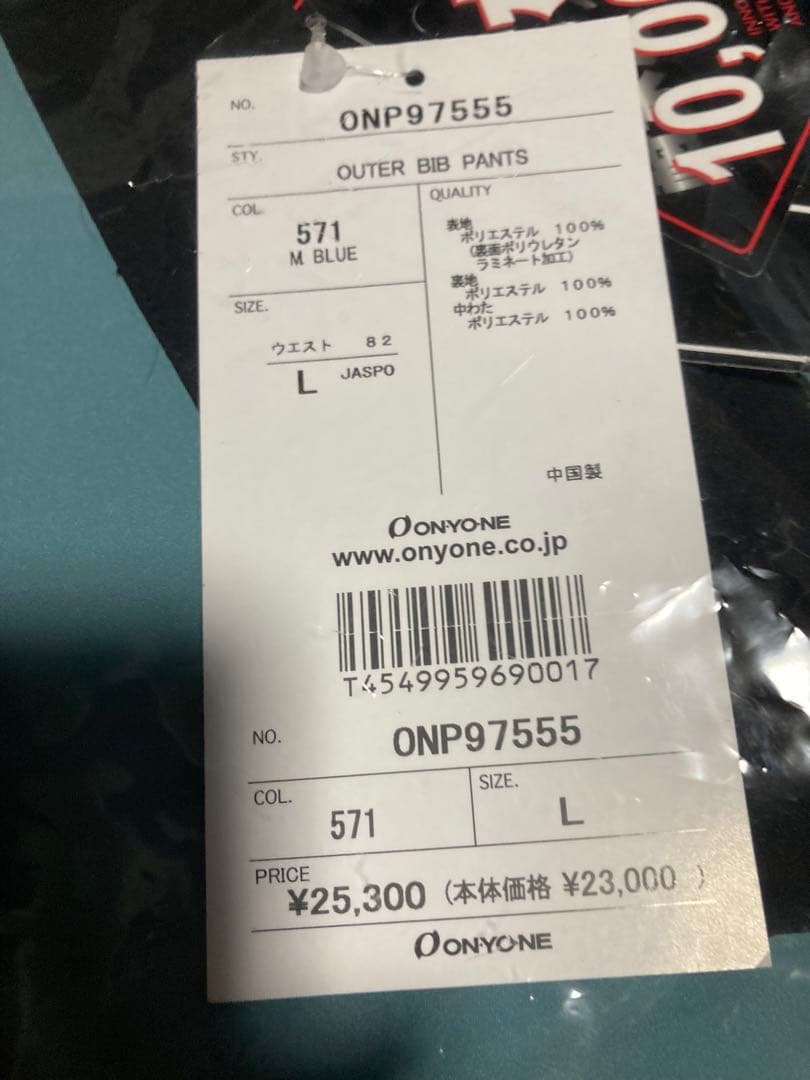 NO.
ONP97555
STY.
OUTER BIB PANTS
COL.
571
M BLUE
SIZE.
ウエスト 82
L JASPO
QUALITY
表地
ポリエステル 100%
(裏面ポリウレタン
ラミネート加工)
裏地
ポリエステル 100%
中わた
ポリエステル 100%
中国製
ONYONE
www.onyone.co.jp
T4549959690017
NO.
ONP97555
COL.
571
SIZE.
L
PRICE
¥25,300 (本体価格 ¥23,000 )
ONYONE